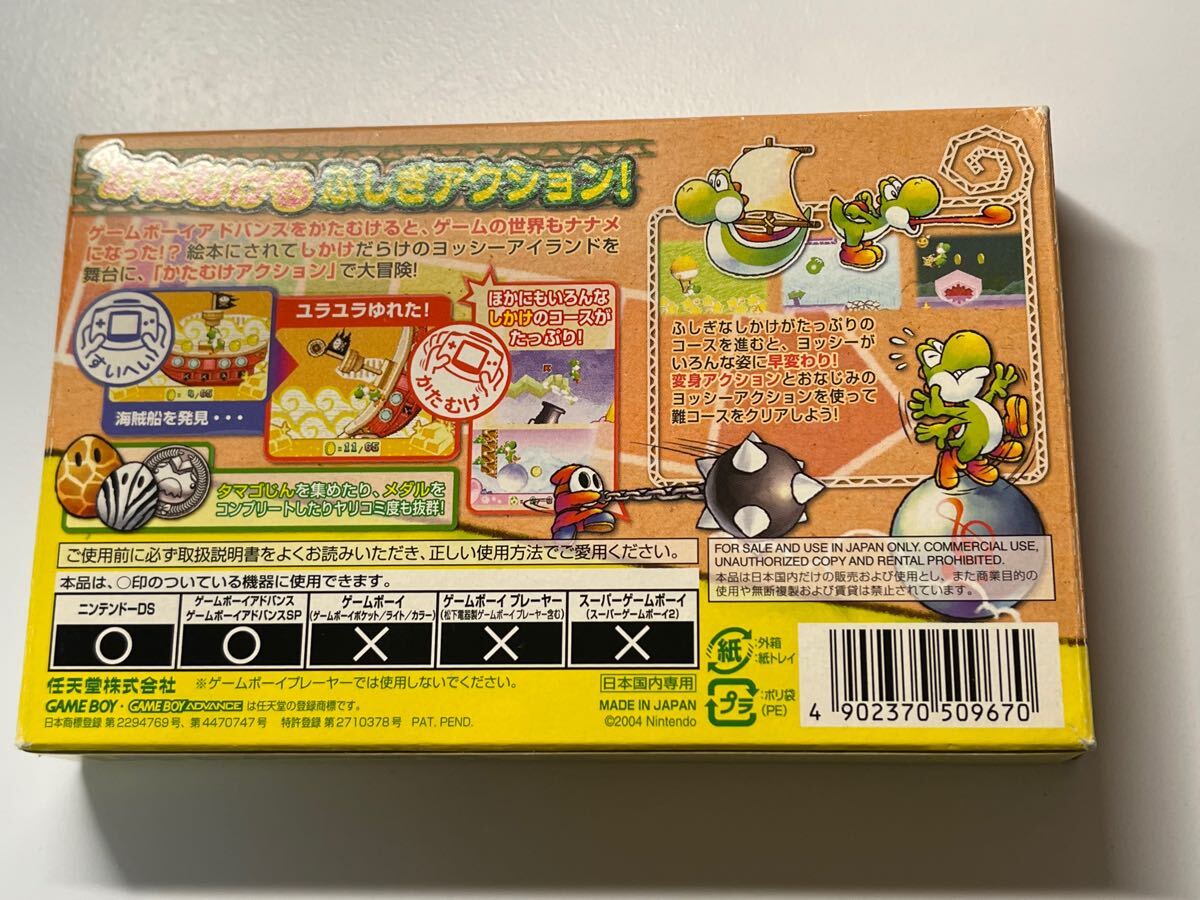 かたむける ふしぎアクション!
ゲームボーイアドバンスをかたむけると、ゲームの世界もナナメ
になった!? 絵本にされてしかけだらけのヨッシーアイランドを
舞台に、「かたむけアクション」で大冒険!
すいへい
4/65
海賊船を発見・・・
ユラユラゆれた!
11/65
かたむけ
ほかにもいろんな
しかけのコースが
たっぷり!
タマゴじんを集めたり、メダルを
コンプリートしたりヤリコミ度も抜群!
ふしぎなしかけがたっぷりの
コースを進むと、ヨッシーが
いろんな姿に早変わり!
変身アクションとおなじみの
ヨッシーアクションを使って
難コースをクリアしよう!
ご使用前に必ず取扱説明書をよくお読みいただき、正しい使用方法でご愛用ください。
本品は、○印のついている機器に使用できます。
ニンテンドーDS
○
ゲームボーイアドバンス
ゲームボーイアドバンスSP
○
ゲームボーイ
(ゲームボーイポケット/ライト/カラー)
×
ゲームボーイ プレーヤー
(松下電器製ゲームボーイ プレーヤー含む)
×
スーパーゲームボーイ
(スーパーゲームボーイ2)
×
任天堂株式会社 ※ゲームボーイプレーヤーでは使用しないでください。
GAME BOY・GAME BOY ADVANCE は任天堂の登録商標です。
日本商標登録 第2294769号、第4470747号 特許登録 第2710378号 PAT. PEND.
日本国内専用
MADE IN JAPAN
©2004 Nintendo
FOR SALE AND USE IN JAPAN ONLY. COMMERCIAL USE,
UNAUTHORIZED COPY AND RENTAL PROHIBITED.
本品は日本国内だけの販売および使用とし、また商業目的の
使用や無断複製および賃貸は禁止されています。
紙
:外箱
:紙トレイ
プラ
:ポリ袋
(PE)
4 902370 509670